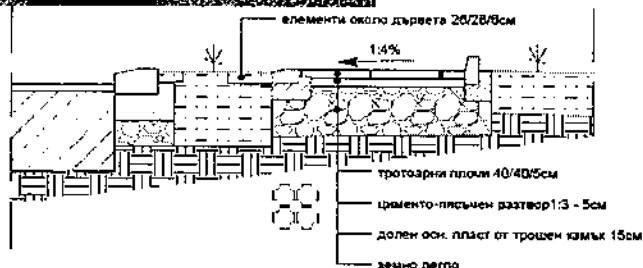 елементи около дървета 26/26/8см
1:4%
тротоарни плочи 40/40/5см
циментo-пясъчен разтвор1:3 - 5см
долен осн. пласт от трошен камък 15см
земно легло